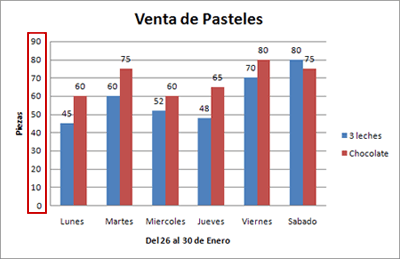 Venta de Pasteles
90
80
70
60
50
40
30
20
10
0
Piezas
45 60 60 75 52 60 48 65 70 80 80 75
Lunes Martes Miercoles Jueves Viernes Sabado
Del 26 al 30 de Enero
3 leches
Chocolate